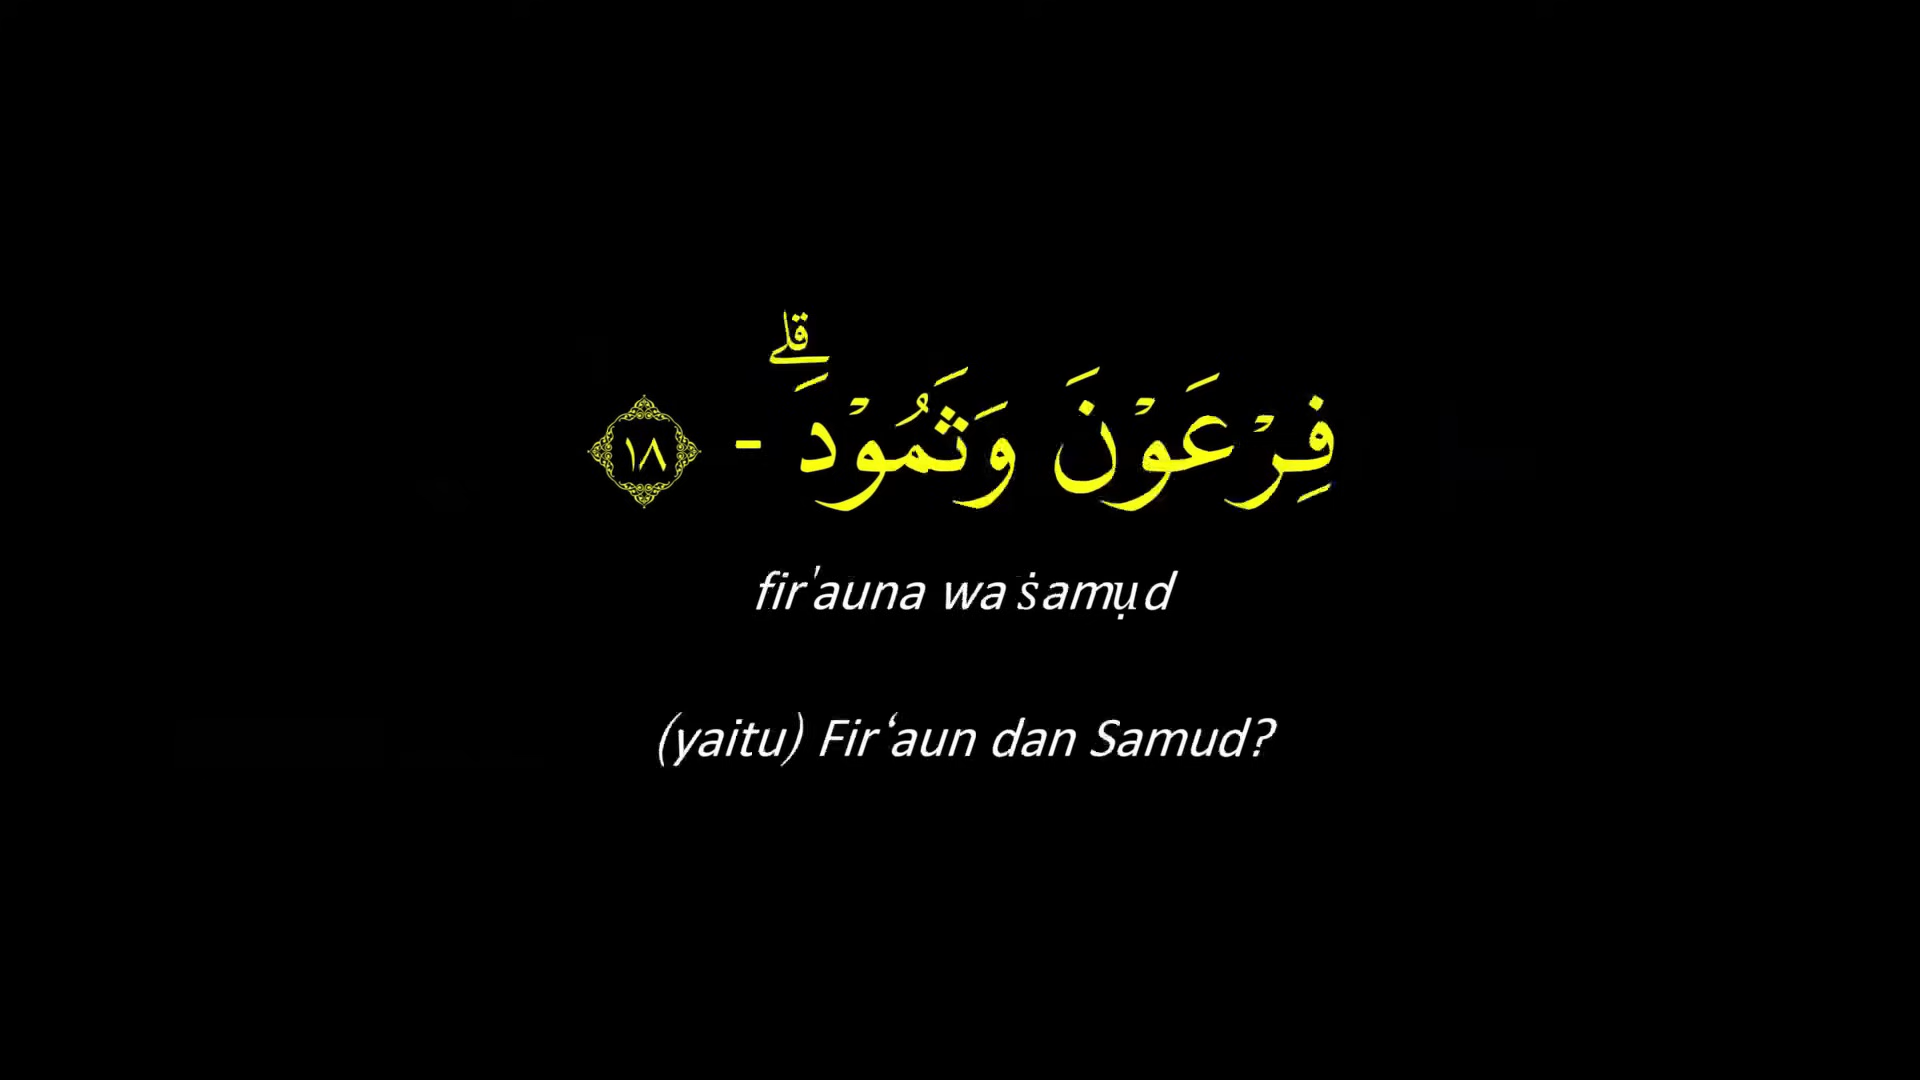 فِرْعَوْنَ وَثَمُوْدَِۗ - ١٨
fir'auna wa ṡamụd
(yaitu) Fir‘aun dan Samud?